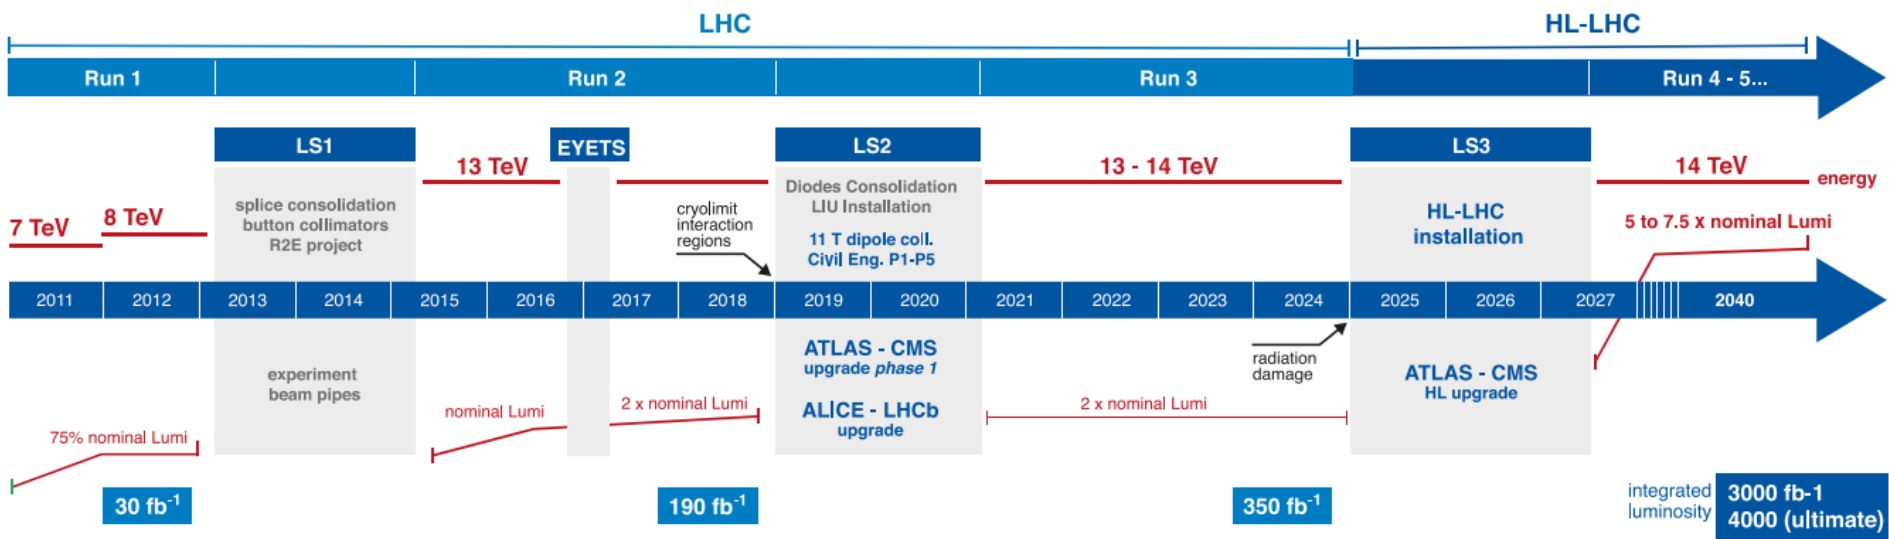 LHC
HL-LHC
Run 1
Run 2
Run 3
Run 4 - 5...
LS1
EYETS
LS2
LS3
13 TeV
13 - 14 TeV
14 TeV
energy
7 TeV
8 TeV
splice consolidation
button collimators
R2E project
cryolimit
interaction
regions
Diodes Consolidation
LIU Installation
11 T dipole coll.
Civil Eng. P1-P5
HL-LHC
installation
5 to 7.5 x nominal Lumi
2011
2012
2013
2014
2015
2016
2017
2018
2019
2020
2021
2022
2023
2024
2025
2026
2027
2040
experiment
beam pipes
ATLAS - CMS
upgrade phase 1
ALICE - LHCb
upgrade
radiation
damage
ATLAS - CMS
HL upgrade
75% nominal Lumi
nominal Lumi
2 x nominal Lumi
2 x nominal Lumi
30 fb-1
190 fb-1
350 fb-1
integrated
luminosity
3000 fb-1
4000 (ultimate)